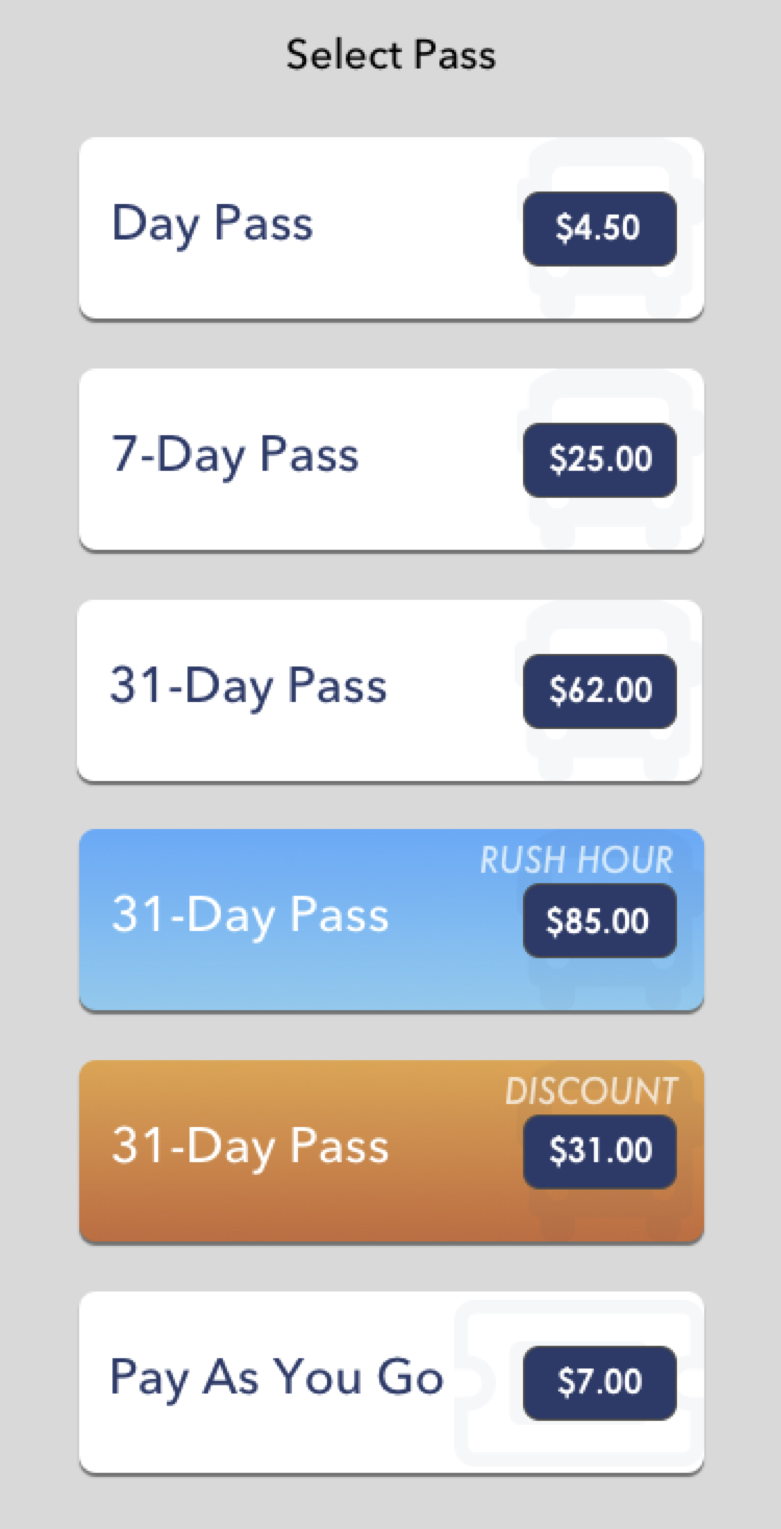 Select Pass
Day Pass
$4.50
7-Day Pass
$25.00
31-Day Pass
$62.00
RUSH HOUR
31-Day Pass
$85.00
DISCOUNT
31-Day Pass
$31.00
Pay As You Go
$7.00